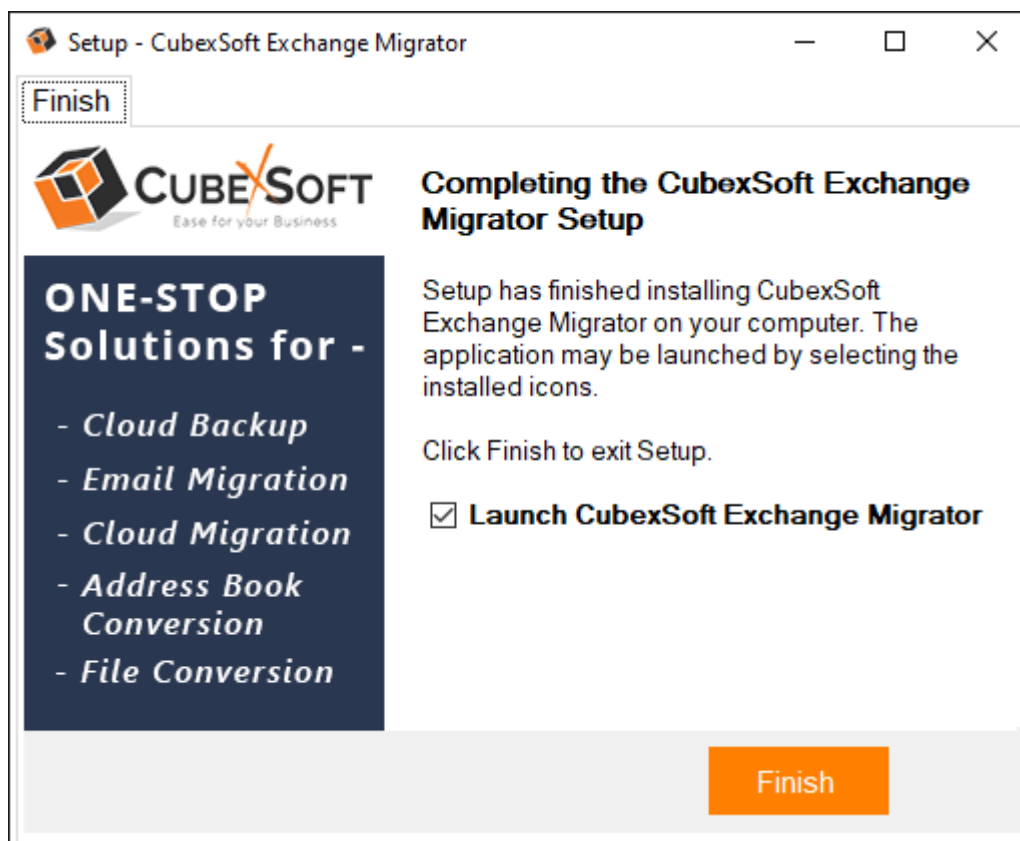 Setup - CubexSoft Exchange Migrator
Finish
CUBEXSOFT
Ease for your Business
ONE-STOP
Solutions for -
- Cloud Backup
- Email Migration
- Cloud Migration
- Address Book
Conversion
- File Conversion
Completing the CubexSoft Exchange
Migrator Setup
Setup has finished installing CubexSoft
Exchange Migrator on your computer. The
application may be launched by selecting the
installed icons.
Click Finish to exit Setup.
Launch CubexSoft Exchange Migrator
Finish